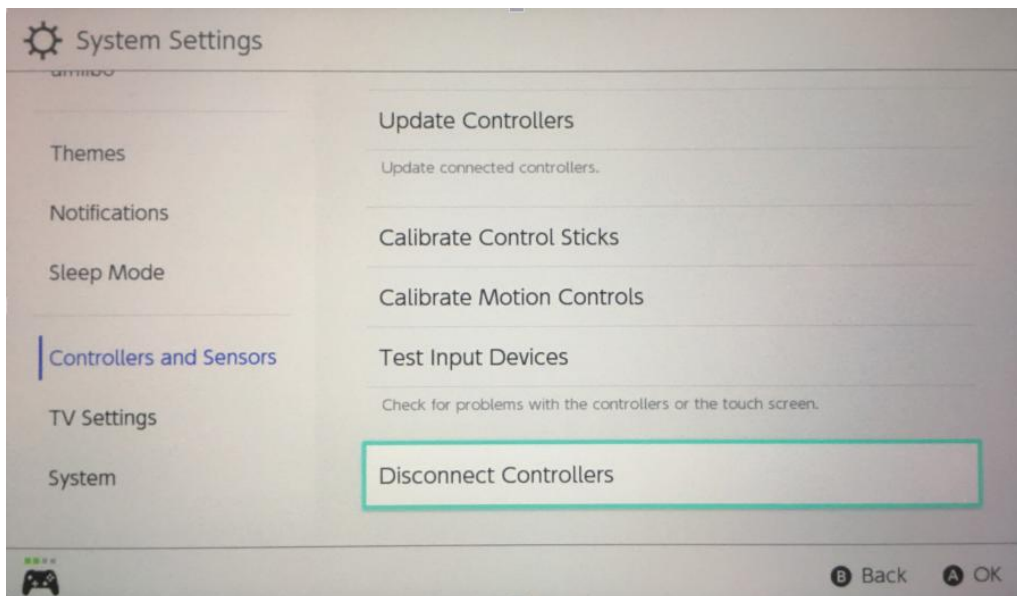 System Settings
amiibo
Themes
Notifications
Sleep Mode
Controllers and Sensors
TV Settings
System
Update Controllers
Update connected controllers.
Calibrate Control Sticks
Calibrate Motion Controls
Test Input Devices
Check for problems with the controllers or the touch screen.
Disconnect Controllers
B Back A OK